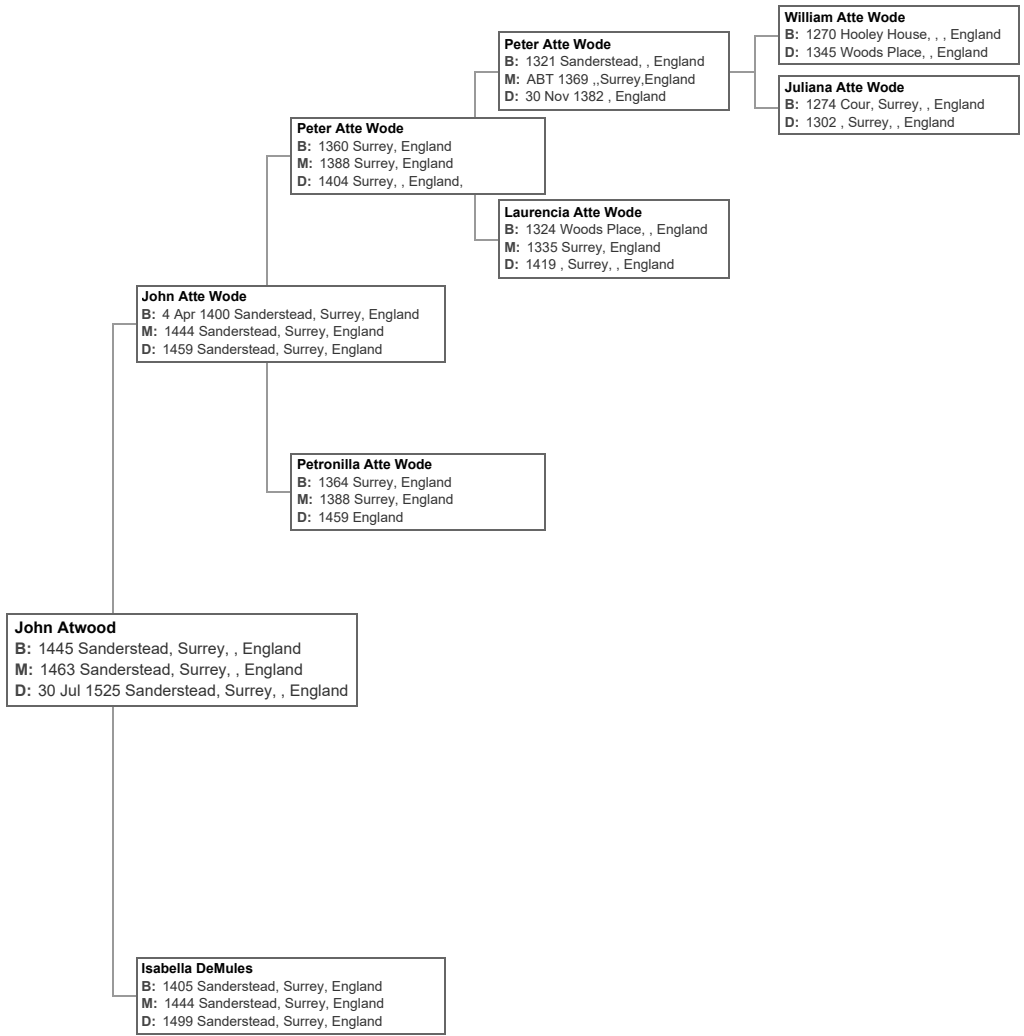 William Atte Wode
B: 1270 Hooley House, , , England
D: 1345 Woods Place, , England
Peter Atte Wode
B: 1321 Sanderstead, , England
M: ABT 1369 ,,Surrey,England
D: 30 Nov 1382 , England
Juliana Atte Wode
B: 1274 Cour, Surrey, , England
D: 1302 , Surrey, , England
Peter Atte Wode
B: 1360 Surrey, England
M: 1388 Surrey, England
D: 1404 Surrey, , England,
Laurencia Atte Wode
B: 1324 Woods Place, , England
M: 1335 Surrey, England
D: 1419 , Surrey, , England
John Atte Wode
B: 4 Apr 1400 Sanderstead, Surrey, England
M: 1444 Sanderstead, Surrey, England
D: 1459 Sanderstead, Surrey, England
Petronilla Atte Wode
B: 1364 Surrey, England
M: 1388 Surrey, England
D: 1459 England
John Atwood
B: 1445 Sanderstead, Surrey, , England
M: 1463 Sanderstead, Surrey, , England
D: 30 Jul 1525 Sanderstead, Surrey, , England
Isabella DeMules
B: 1405 Sanderstead, Surrey, England
M: 1444 Sanderstead, Surrey, England
D: 1499 Sanderstead, Surrey, England